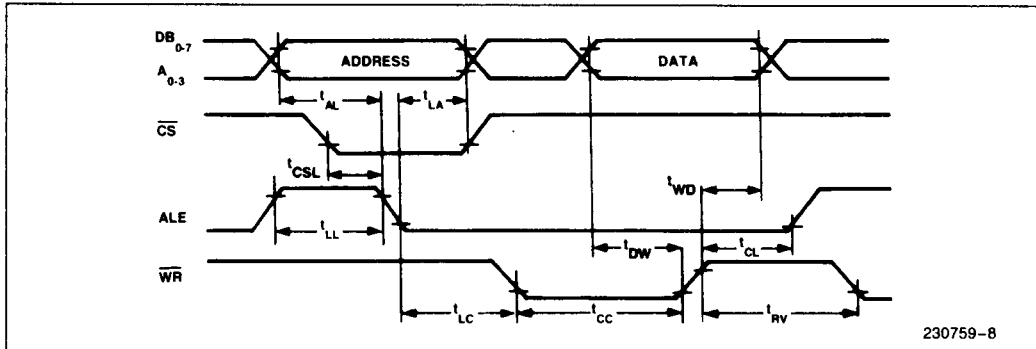 DB0-7
ADDRESS
DATA
A0-3
tAL
tLA
CS
tCSL
tWD
ALE
tLL
tDW
tCL
WR
tLC
tCC
tRV
230759-8